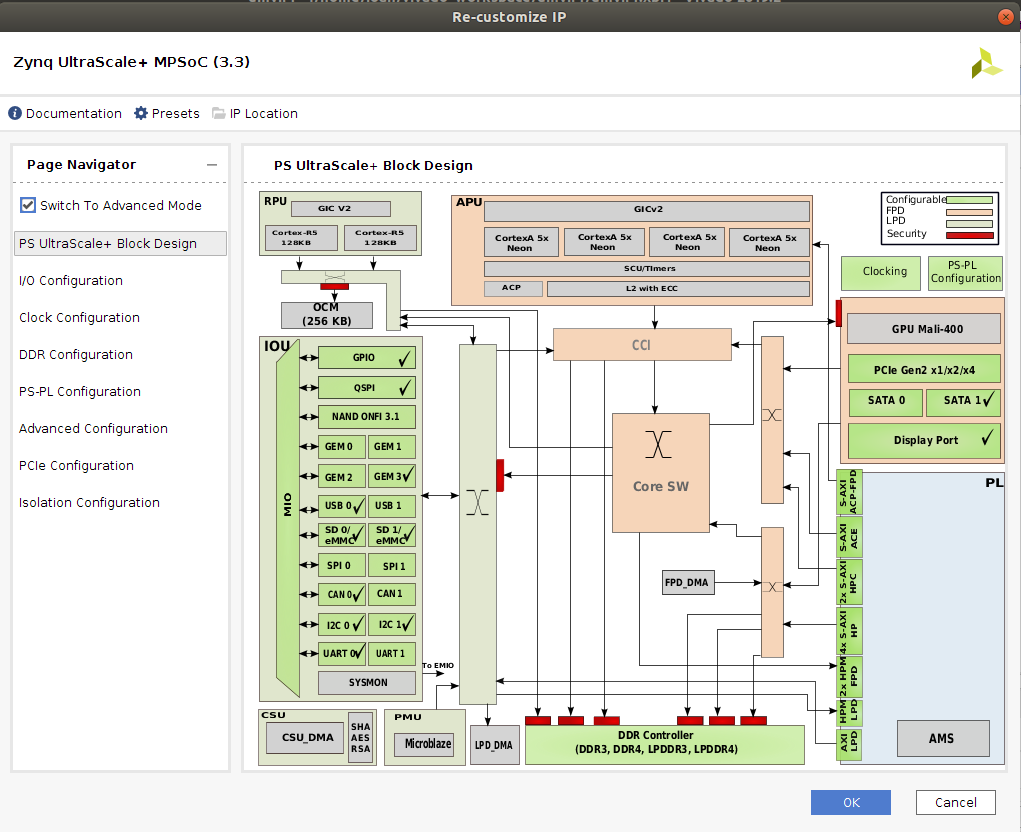 Re-customize IP
Zynq UltraScale+ MPSoC (3.3)
Documentation Presets IP Location
Page Navigator
Switch To Advanced Mode
PS UltraScale+ Block Design
I/O Configuration
Clock Configuration
DDR Configuration
PS-PL Configuration
Advanced Configuration
PCIe Configuration
Isolation Configuration
PS UltraScale+ Block Design
RPU
GIC V2
Cortex-R5
128KB
Cortex-R5
128KB
OCM
(256 KB)
APU
GICv2
CortexA 5x
Neon
CortexA 5x
Neon
CortexA 5x
Neon
CortexA 5x
Neon
SCU/Timers
ACP
L2 with ECC
Configurable
FPD
LPD
Security
Clocking
PS-PL
Configuration
GPU Mali-400
PCIe Gen2 x1/x2/x4
SATA 0
SATA 1
Display Port
IOU
MIO
GPIO
QSPI
NAND ONFI 3.1
GEM 0
GEM 1
GEM 2
GEM 3
USB 0
USB 1
SD 0/
eMMC
SD 1/
eMMC
SPI 0
SPI 1
CAN 0
CAN 1
I2C 0
I2C 1
UART 0
UART 1
SYSMON
To EMIO
CCI
Core SW
FPD_DMA
PL
S-AXI
ACP-FPD
S-AXI
ACE
2x S-AXI
HPC
4x S-AXI
HP
2x HPM
FPD
HPM
LPD
AXI
LPD
AMS
CSU
CSU_DMA
SHA
AES
RSA
PMU
Microblaze
LPD_DMA
DDR Controller
(DDR3, DDR4, LPDDR3, LPDDR4)
OK
Cancel